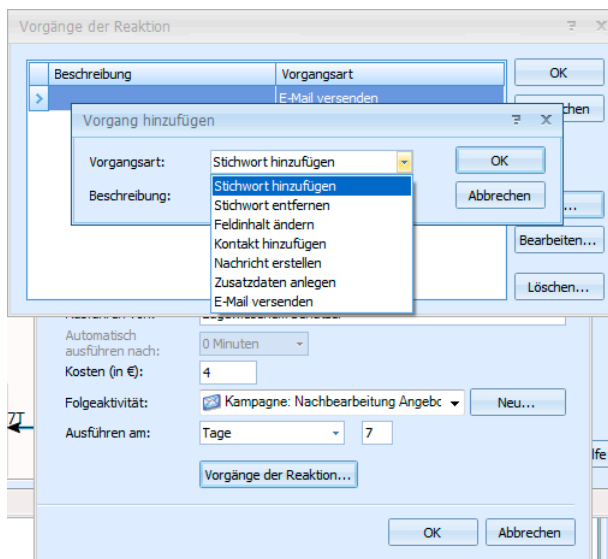 Vorgänge der Reaktion
Beschreibung Vorgangsart OK
E-Mail versenden
Vorgang hinzufügen
Vorgangsart: Stichwort hinzufügen OK
Beschreibung: Abbrechen
Stichwort hinzufügen
Stichwort entfernen
Feldinhalt ändern
Kontakt hinzufügen
Nachricht erstellen
Zusatzdaten anlegen
E-Mail versenden
...
Bearbeiten...
Löschen...
Automatisch
ausführen nach: 0 Minuten
Kosten (in €): 4
Folgeaktivität: Kampagne: Nachbearbeitung Angebc Neu...
Ausführen am: Tage 7
Vorgänge der Reaktion...
OK Abbrechen